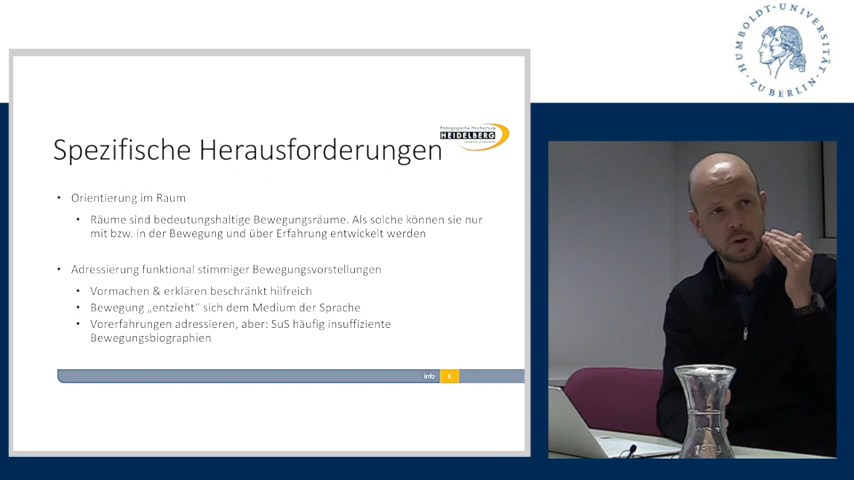 HUMBOLDT-UNIVERSITÄT
ZU BERLIN
Pädagogische Hochschule
HEIDELBERG
Spezifische Herausforderungen
• Orientierung im Raum
• Räume sind bedeutungshaltige Bewegungsräume. Als solche können sie nur
mit bzw. in der Bewegung und über Erfahrung entwickelt werden
• Adressierung funktional stimmiger Bewegungsvorstellungen
• Vormachen & erklären beschränkt hilfreich
• Bewegung „entzieht“ sich dem Medium der Sprache
• Vorerfahrungen adressieren, aber: SuS häufig insuffiziente
Bewegungsbiographien
Info 6